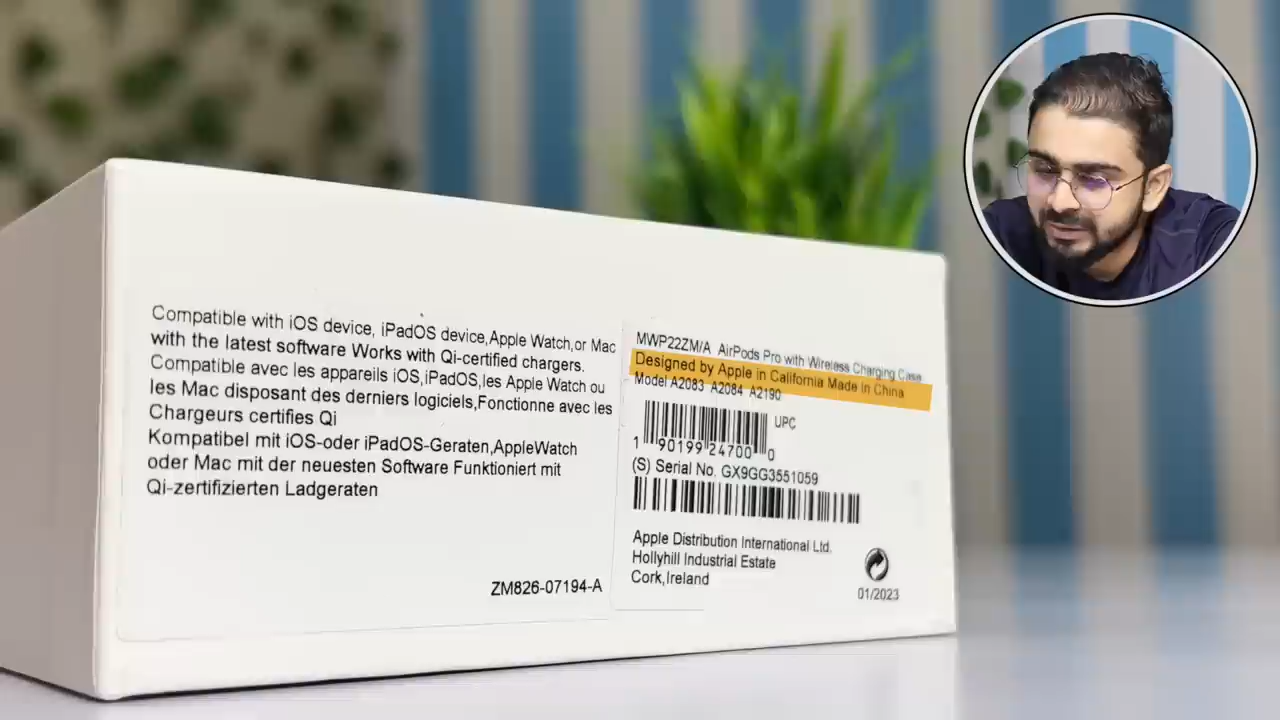 Compatible with iOS device, iPadOS device,Apple Watch,or Mac
with the latest software Works with Qi-certified chargers.
Compatible avec les appareils iOS,iPadOS,les Apple Watch ou
les Mac disposant des derniers logiciels,Fonctionne avec les
Chargeurs certifies Qi
Kompatibel mit iOS-oder iPadOS-Geraten,AppleWatch
oder Mac mit der neuesten Software Funktioniert mit
Qi-zertifizierten Ladgeraten
ZM826-07194-A
MWP22ZM/A AirPods Pro with Wireless Charging Case
Designed by Apple in California Made in China
Model A2083 A2084 A2190
UPC
1 90199 24700 0
(S) Serial No. GX9GG3551059
Apple Distribution International Ltd.
Hollyhill Industrial Estate
Cork,Ireland
01/2023